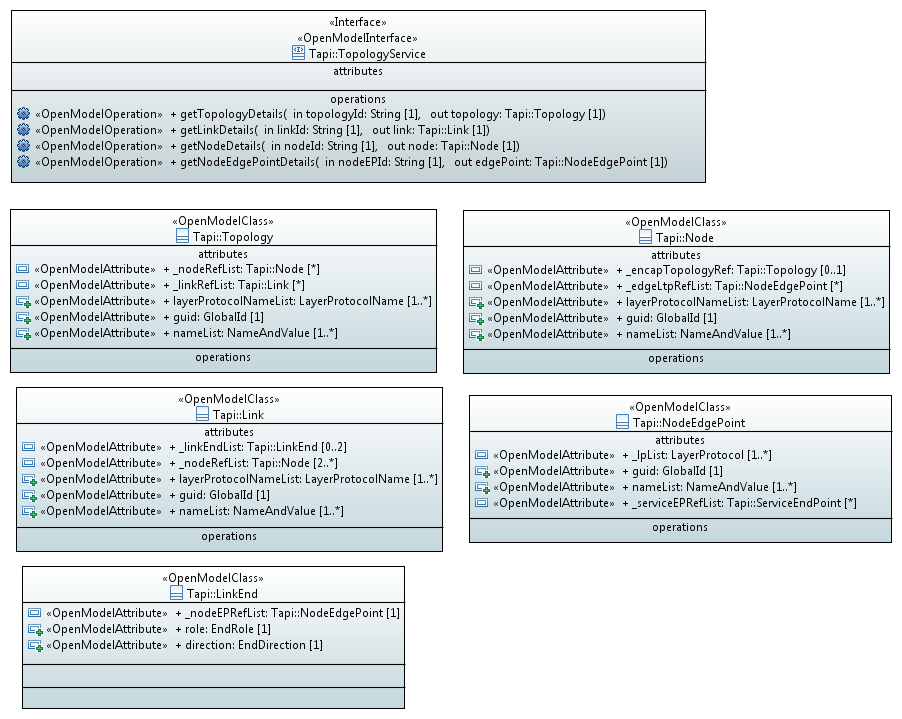 «Interface»
«OpenModelInterface»
Tapi::TopologyService
attributes
operations
«OpenModelOperation» + getTopologyDetails( in topologyId: String [1], out topology: Tapi::Topology [1])
«OpenModelOperation» + getLinkDetails( in linkId: String [1], out link: Tapi::Link [1])
«OpenModelOperation» + getNodeDetails( in nodeId: String [1], out node: Tapi::Node [1])
«OpenModelOperation» + getNodeEdgePointDetails( in nodeEPId: String [1], out edgePoint: Tapi::NodeEdgePoint [1])
«OpenModelClass»
Tapi::Topology
attributes
«OpenModelAttribute» + _nodeRefList: Tapi::Node [*]
«OpenModelAttribute» + _linkRefList: Tapi::Link [*]
«OpenModelAttribute» + layerProtocolNameList: LayerProtocolName [1..*]
«OpenModelAttribute» + guid: GlobalId [1]
«OpenModelAttribute» + nameList: NameAndValue [1..*]
operations
«OpenModelClass»
Tapi::Node
attributes
«OpenModelAttribute» + _encapTopologyRef: Tapi::Topology [0..1]
«OpenModelAttribute» + _edgeLtpRefList: Tapi::NodeEdgePoint [*]
«OpenModelAttribute» + layerProtocolNameList: LayerProtocolName [1..*]
«OpenModelAttribute» + guid: GlobalId [1]
«OpenModelAttribute» + nameList: NameAndValue [1..*]
operations
«OpenModelClass»
Tapi::Link
attributes
«OpenModelAttribute» + _linkEndList: Tapi::LinkEnd [0..2]
«OpenModelAttribute» + _nodeRefList: Tapi::Node [2..*]
«OpenModelAttribute» + layerProtocolNameList: LayerProtocolName [1..*]
«OpenModelAttribute» + guid: GlobalId [1]
«OpenModelAttribute» + nameList: NameAndValue [1..*]
operations
«OpenModelClass»
Tapi::NodeEdgePoint
attributes
«OpenModelAttribute» + _lpList: LayerProtocol [1..*]
«OpenModelAttribute» + guid: GlobalId [1]
«OpenModelAttribute» + nameList: NameAndValue [1..*]
«OpenModelAttribute» + _serviceEPRefList: Tapi::ServiceEndPoint [*]
operations
«OpenModelClass»
Tapi::LinkEnd
«OpenModelAttribute» + _nodeEPRefList: Tapi::NodeEdgePoint [1]
«OpenModelAttribute» + role: EndRole [1]
«OpenModelAttribute» + direction: EndDirection [1]